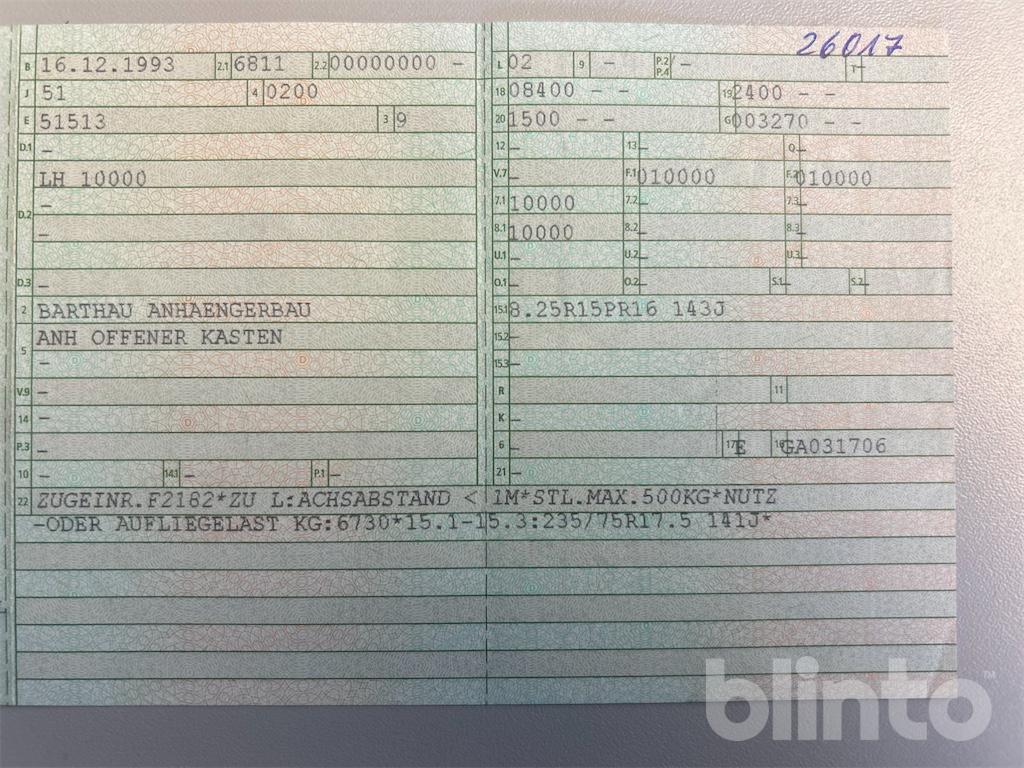 26017
B 16.12.1993 2.1 6811 2.2 00000000 - L 02 9 - P.2 P.4 / - T -
J 51 4 0200 18 08400 - - 19 2400 - -
E 51513 3 9 20 1500 - - G 003270 - -
D.1 - 12 - 13 - Q -
LH 10000 V.7 - F.1 010000 F.2 010000
D.2 - 7.1 10000 7.2 - 7.3 -
- 8.1 10000 8.2 - 8.3 -
U.1 - U.2 - U.3 -
D.3 - O.1 - O.2 - S.1 - S.2 -
2 BARTHAU ANHAENGERBAU 15.1 8.25R15PR16 143J
5 ANH OFFENER KASTEN 15.2 -
- 15.3 -
V.9 - R 11
14 - K -
P.3 - 6 - 17 E 16 GA031706
10 - 14.1 - P.1 - 21 -
22 ZUGEINR.F2182*ZU L:ACHSABSTAND < 1M*STL.MAX.500KG*NUTZ
-ODER AUFLIEGELAST KG:6730*15.1-15.3:235/75R17.5 141J*
blinto™